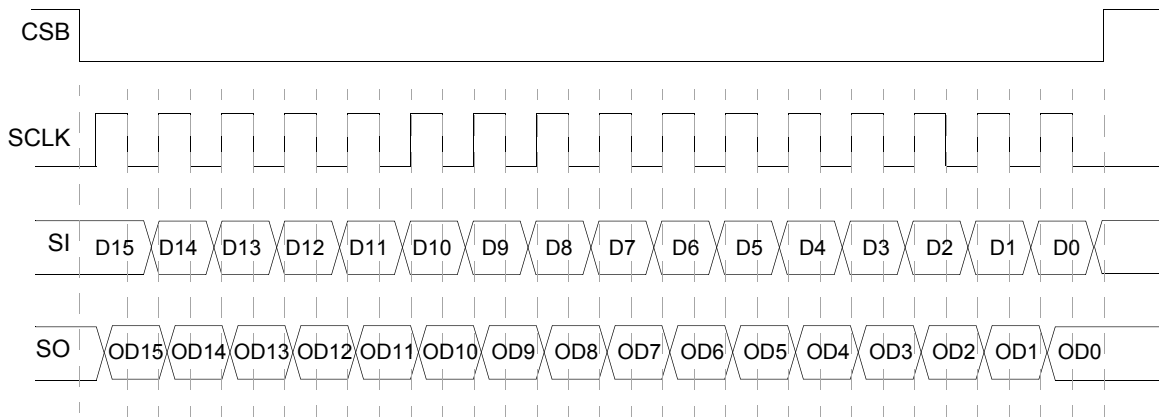 CSB
SCLK
SI D15 D14 D13 D12 D11 D10 D9 D8 D7 D6 D5 D4 D3 D2 D1 D0
SO OD15 OD14 OD13 OD12 OD11 OD10 OD9 OD8 OD7 OD6 OD5 OD4 OD3 OD2 OD1 OD0